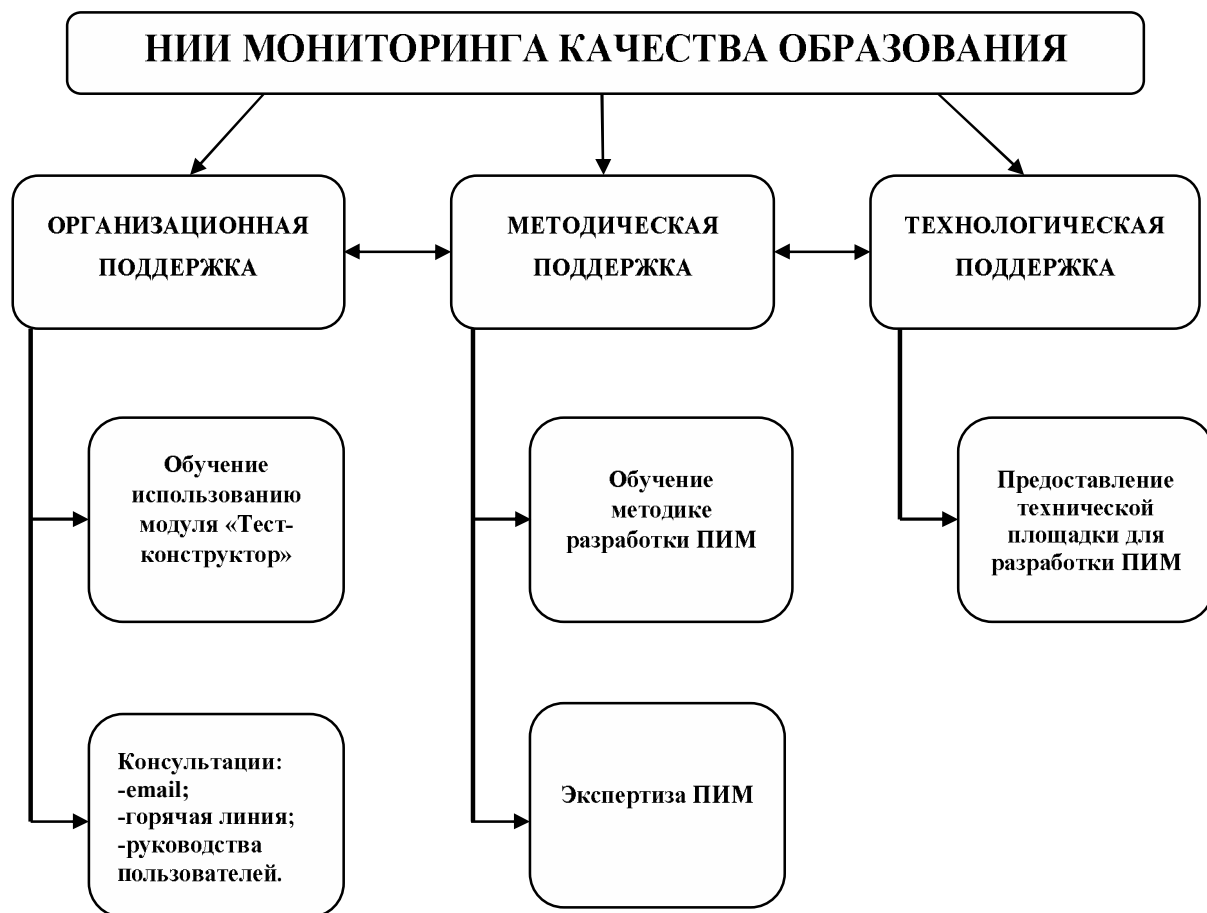 НИИ МОНИТОРИНГА КАЧЕСТВА ОБРАЗОВАНИЯ
ОРГАНИЗАЦИОННАЯ
ПОДДЕРЖКА
МЕТОДИЧЕСКАЯ
ПОДДЕРЖКА
ТЕХНОЛОГИЧЕСКАЯ
ПОДДЕРЖКА
Обучение
использованию
модуля «Тест-
конструктор»
Обучение
методике
разработки ПИМ
Предоставление
технической
площадки для
разработки ПИМ
Консультации:
-email;
-горячая линия;
-руководства
пользователей.
Экспертиза ПИМ